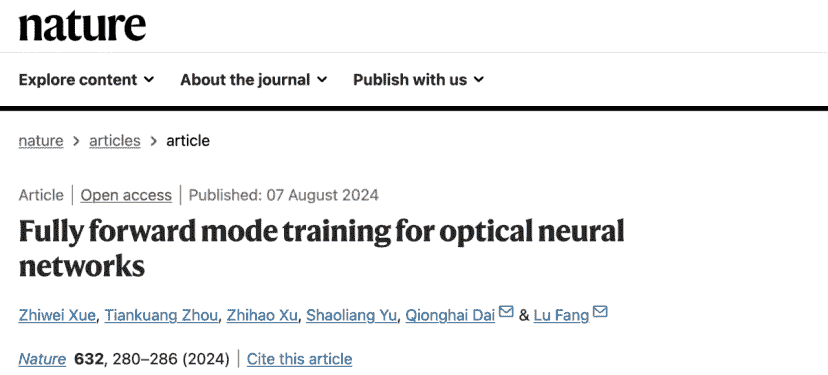 nature
Explore content About the journal Publish with us
nature > articles > article
Article | Open access | Published: 07 August 2024
Fully forward mode training for optical neural
networks
Zhiwei Xue, Tiankuang Zhou, Zhihao Xu, Shaoliang Yu, Qionghai Dai & Lu Fang
Nature 632, 280–286 (2024) | Cite this article